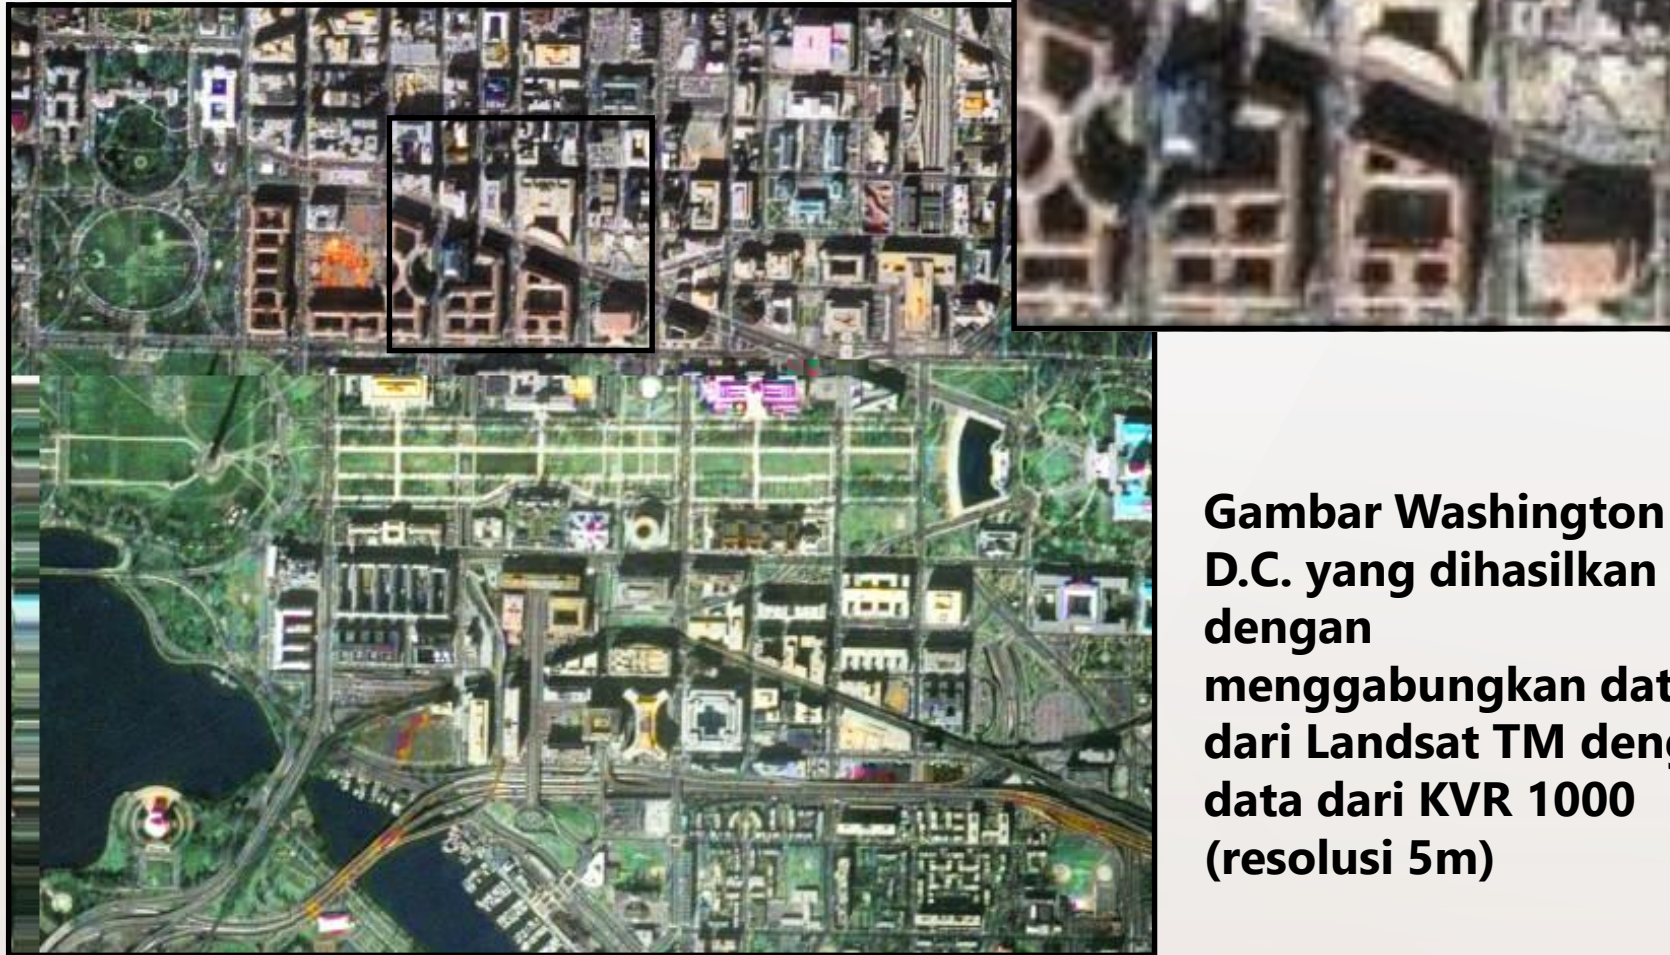 Gambar Washington
D.C. yang dihasilkan
dengan
menggabungkan dat
dari Landsat TM deng
data dari KVR 1000
(resolusi 5m)